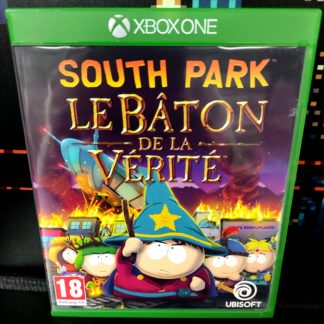 XBOX ONE
SOUTH PARK
LE BÂTON
DE LA
VÉRITÉ
18
UBISOFT